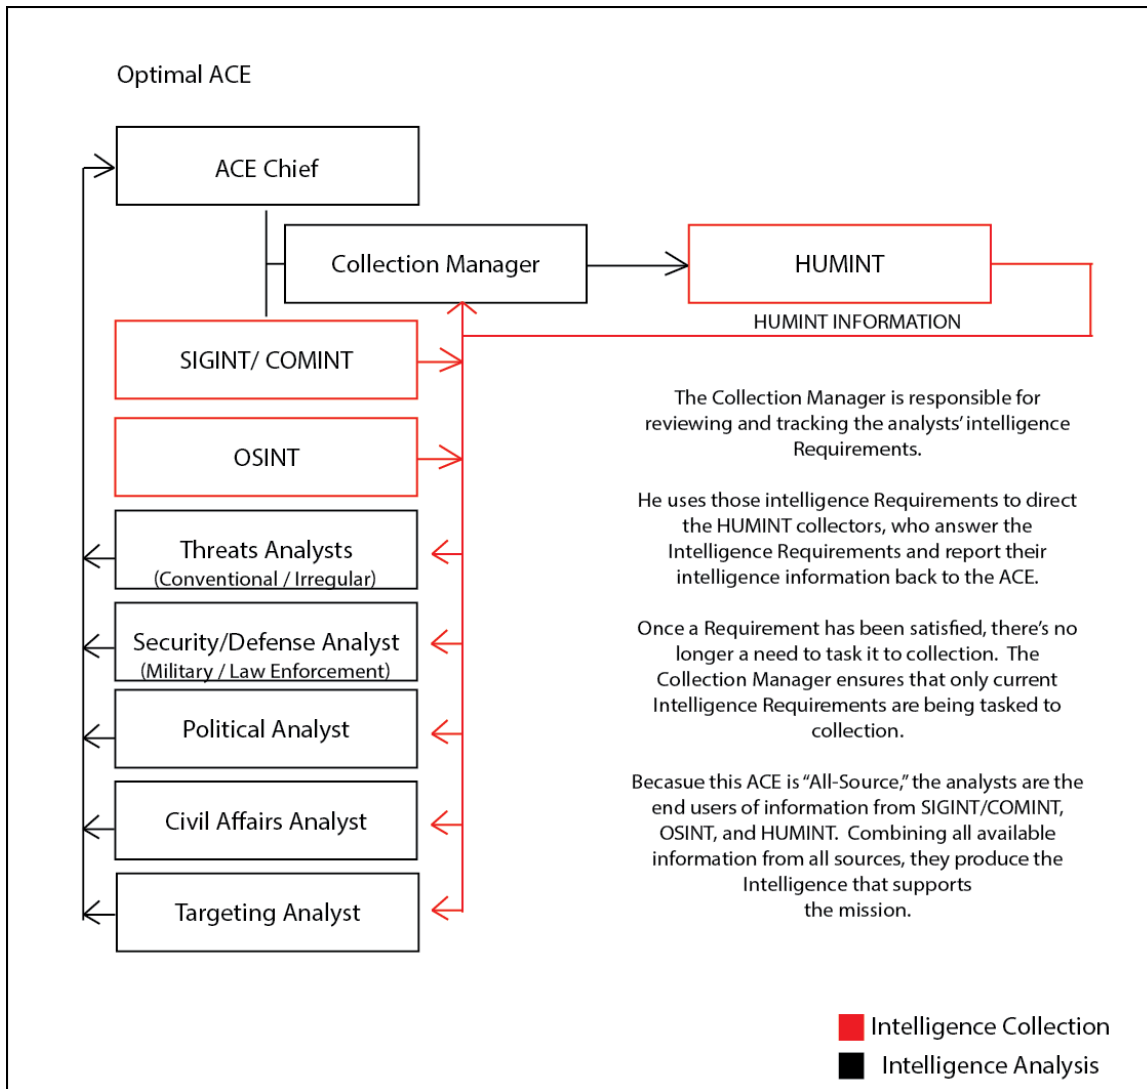 Optimal ACE
ACE Chief
Collection Manager
HUMINT
HUMINT INFORMATION
SIGINT/ COMINT
OSINT
Threats Analysts
(Conventional / Irregular)
Security/Defense Analyst
(Military / Law Enforcement)
Political Analyst
Civil Affairs Analyst
Targeting Analyst
The Collection Manager is responsible for
reviewing and tracking the analysts' intelligence
Requirements.
He uses those intelligence Requirements to direct
the HUMINT collectors, who answer the
Intelligence Requirements and report their
intelligence information back to the ACE.
Once a Requirement has been satisfied, there's no
longer a need to task it to collection.  The
Collection Manager ensures that only current
Intelligence Requirements are being tasked to
collection.
Becasue this ACE is “All-Source,” the analysts are the
end users of information from SIGINT/COMINT,
OSINT, and HUMINT.  Combining all available
information from all sources, they produce the
Intelligence that supports
the mission.
Intelligence Collection
Intelligence Analysis